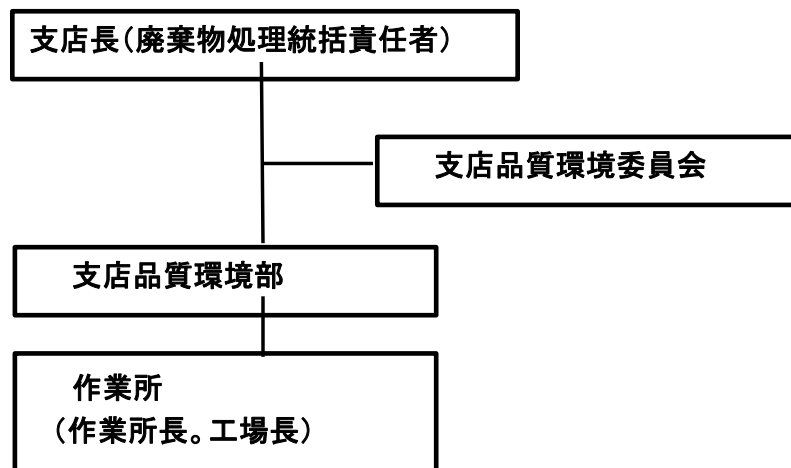 支店長（廃棄物処理統括責任者）
支店品質環境委員会
支店品質環境部
作業所
（作業所長。工場長）